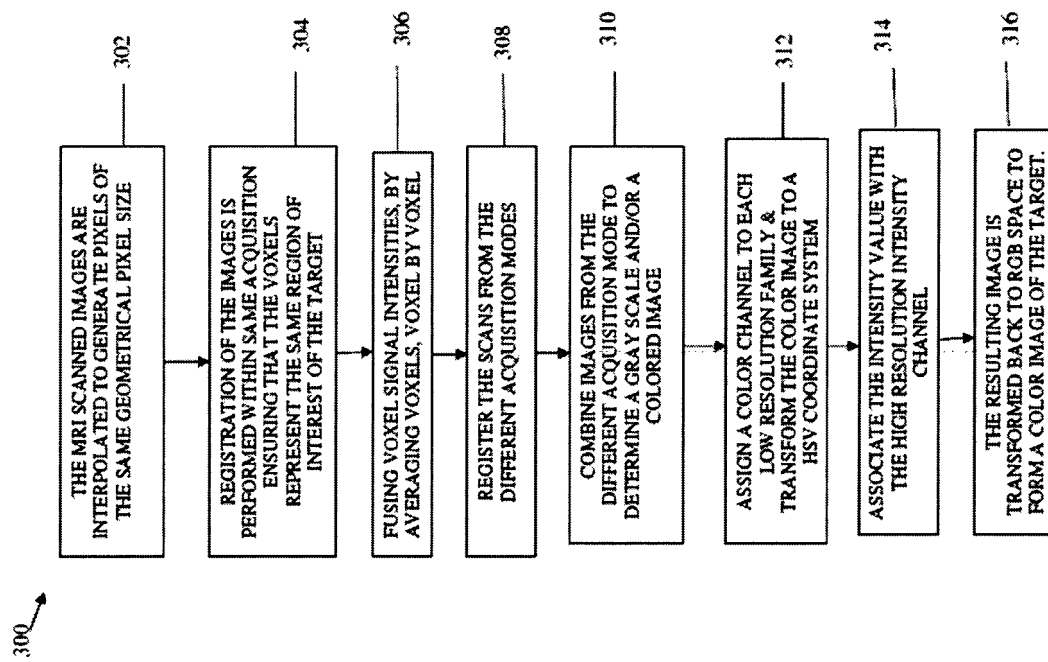 300
THE MRI SCANNED IMAGES ARE
INTERPOLATED TO GENERATE PIXELS OF
THE SAME GEOMETRICAL PIXEL SIZE
302
REGISTRATION OF THE IMAGES IS
PERFORMED WITHIN SAME ACQUISITION
ENSURING THAT THE VOXELS
REPRESENT THE SAME REGION OF
INTEREST OF THE TARGET
304
FUSING VOXEL SIGNAL INTENSITIES, BY
AVERAGING VOXELS, VOXEL BY VOXEL
306
REGISTER THE SCANS FROM THE
DIFFERENT ACQUISITION MODES
308
COMBINE IMAGES FROM THE
DIFFERENT ACQUISITION MODE TO
DETERMINE A GRAY SCALE AND/OR A
COLORED IMAGE
310
ASSIGN A COLOR CHANNEL TO EACH
LOW RESOLUTION FAMILY &
TRANSFORM THE COLOR IMAGE TO A
HSV COORDINATE SYSTEM
312
ASSOCIATE THE INTENSITY VALUE WITH
THE HIGH RESOLUTION INTENSITY
CHANNEL
314
THE RESULTING IMAGE IS
TRANSFORMED BACK TO RGB SPACE TO
FORM A COLOR IMAGE OF THE TARGET.
316